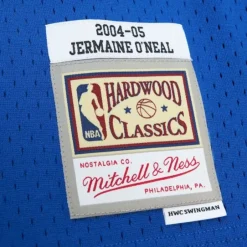 2004-05
JERMAINE O'NEAL
HARDWOOD
CLASSICS
NBA
NOSTALGIA CO.
Mitchell & Ness
PHILADELPHIA, PA.
HWC SWINGMAN